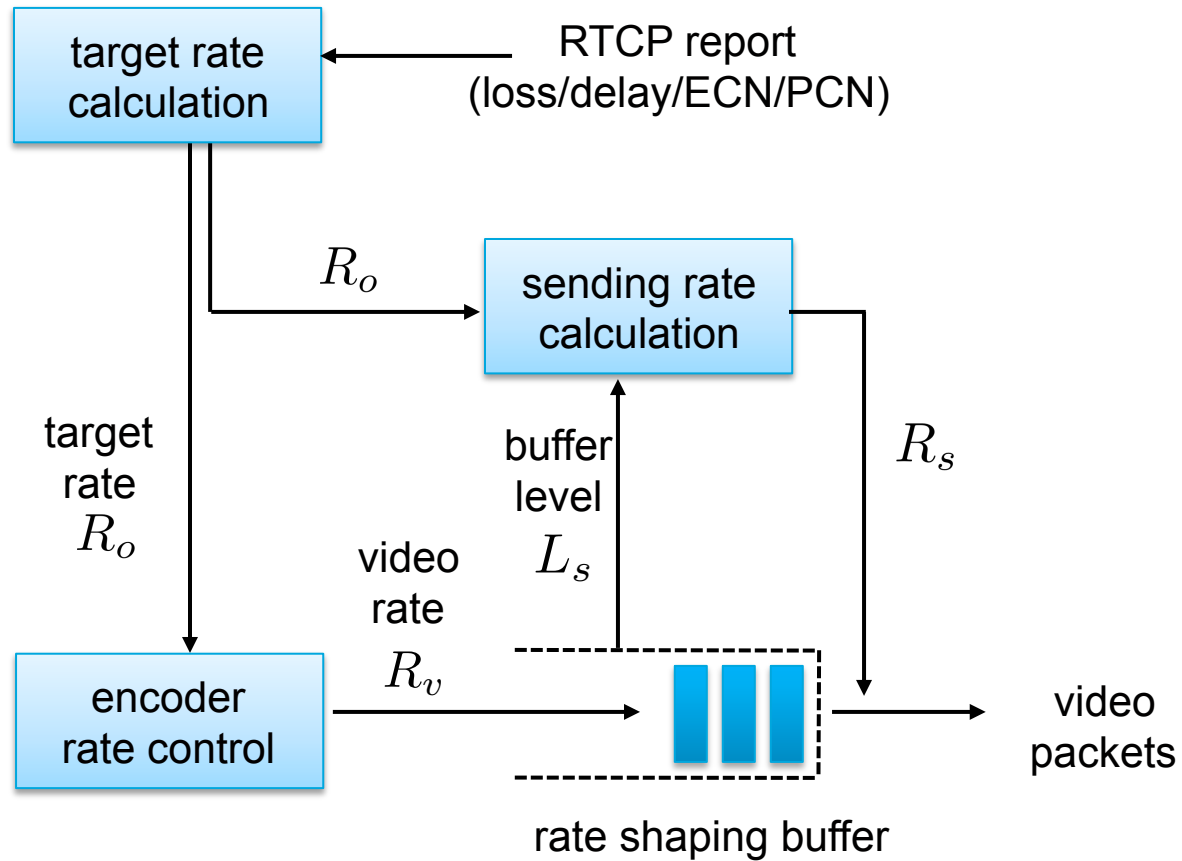 target rate
calculation
RTCP report
(loss/delay/ECN/PCN)
R_o
sending rate
calculation
target
rate
R_o
buffer
level
L_s
R_s
video
rate
R_v
encoder
rate control
video
packets
rate shaping buffer